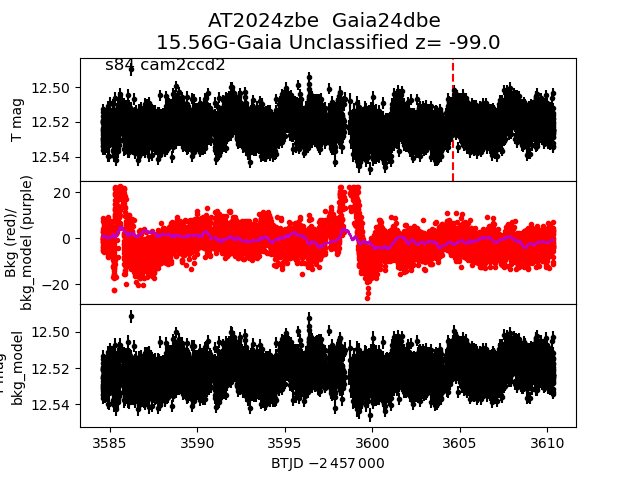 AT2024zbe  Gaia24dbe
15.56G-Gaia Unclassified z= -99.0
s84 cam2ccd2
T mag
12.50
12.52
12.54
Bkg (red)/
bkg_model (purple)
20
0
−20
mag
bkg_model
12.50
12.52
12.54
3585 3590 3595 3600 3605 3610
BTJD −2 457 000